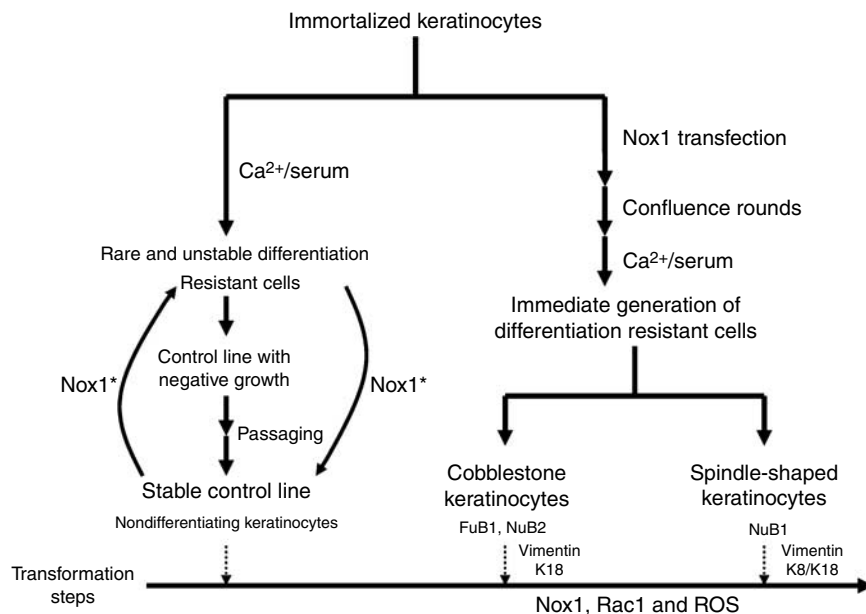 Immortalized keratinocytes
Ca²⁺/serum
Rare and unstable differentiation
Resistant cells
Nox1*
Control line with
negative growth
Nox1*
Passaging
Stable control line
Nondifferentiating keratinocytes
Nox1 transfection
Confluence rounds
Ca²⁺/serum
Immediate generation of
differentiation resistant cells
Cobblestone
keratinocytes
FuB1, NuB2
Vimentin
K18
Spindle-shaped
keratinocytes
NuB1
Vimentin
K8/K18
Transformation
steps
Nox1, Rac1 and ROS